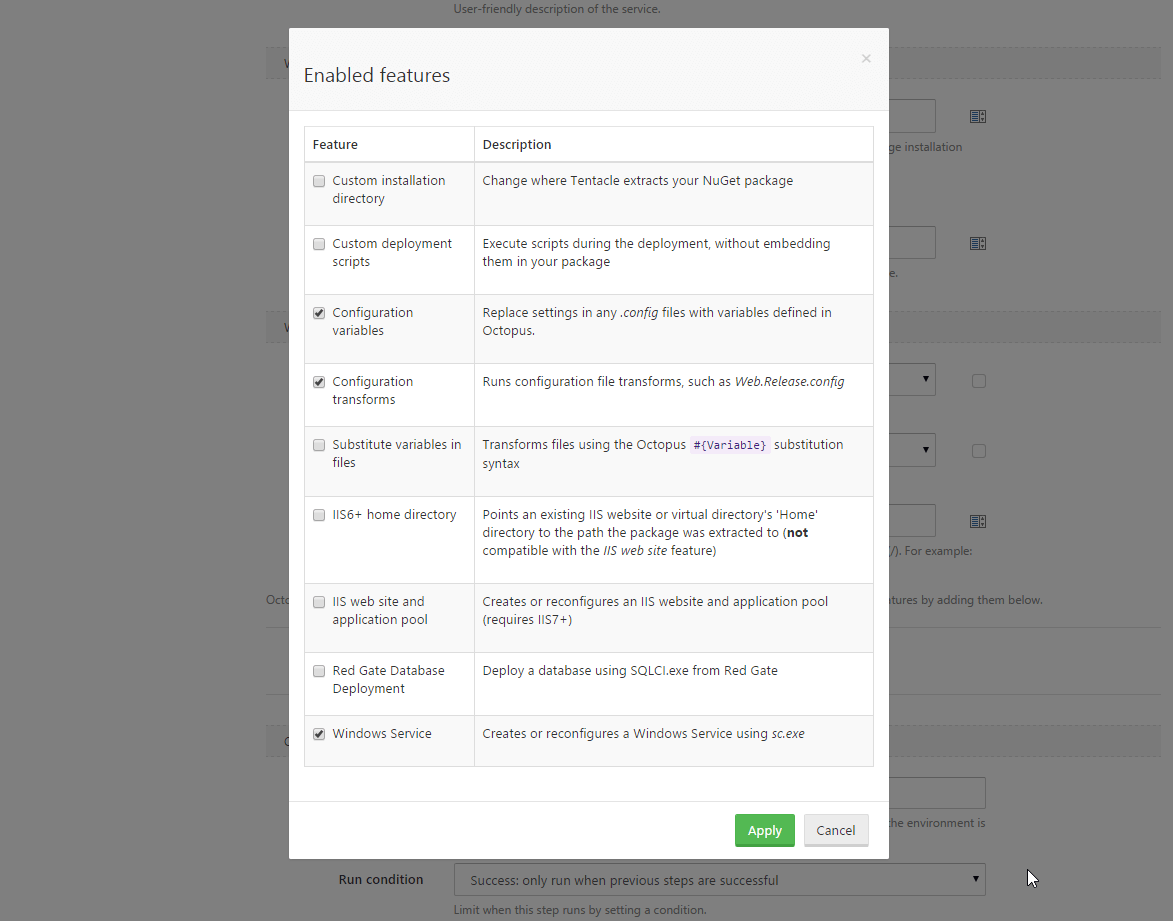 User-friendly description of the service.
Enabled features
×
ge installation
e.
/). For example:
Octo
tures by adding them below.
Feature
Description
Custom installation
directory
Change where Tentacle extracts your NuGet package
Custom deployment
scripts
Execute scripts during the deployment, without embedding
them in your package
Configuration
variables
Replace settings in any .config files with variables defined in
Octopus.
Configuration
transforms
Runs configuration file transforms, such as Web.Release.config
Substitute variables in
files
Transforms files using the Octopus #{Variable} substitution
syntax
IIS6+ home directory
Points an existing IIS website or virtual directory's 'Home'
directory to the path the package was extracted to (not
compatible with the IIS web site feature)
IIS web site and
application pool
Creates or reconfigures an IIS website and application pool
(requires IIS7+)
Red Gate Database
Deployment
Deploy a database using SQLCI.exe from Red Gate
Windows Service
Creates or reconfigures a Windows Service using sc.exe
Apply
Cancel
the environment is
Run condition
Success: only run when previous steps are successful
Limit when this step runs by setting a condition.